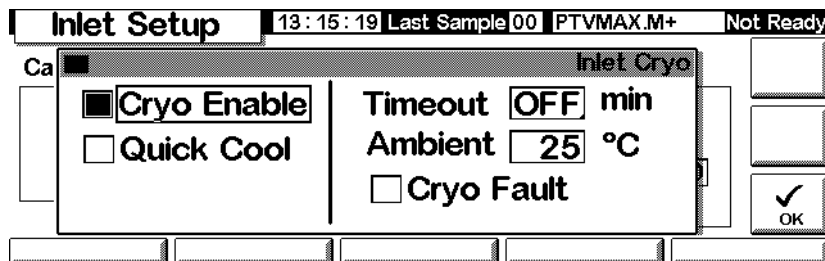 Inlet Setup 13:15:19 Last Sample 00 PTVMAX.M+ Not Ready
Ca
Inlet Cryo
Cryo Enable Timeout OFF min
Quick Cool Ambient 25 °C
Cryo Fault
OK